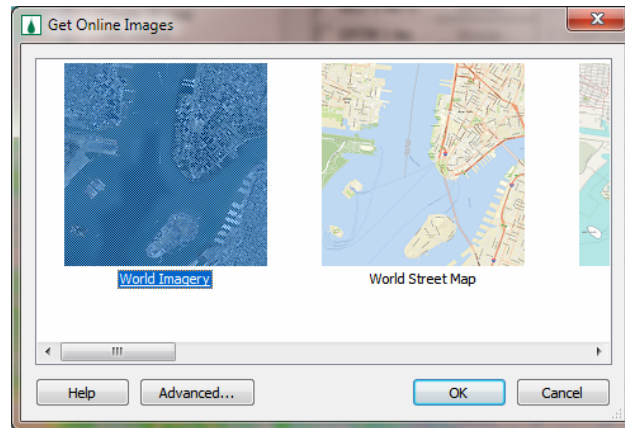 Get Online Images
World Imagery
World Street Map
Help
Advanced...
OK
Cancel